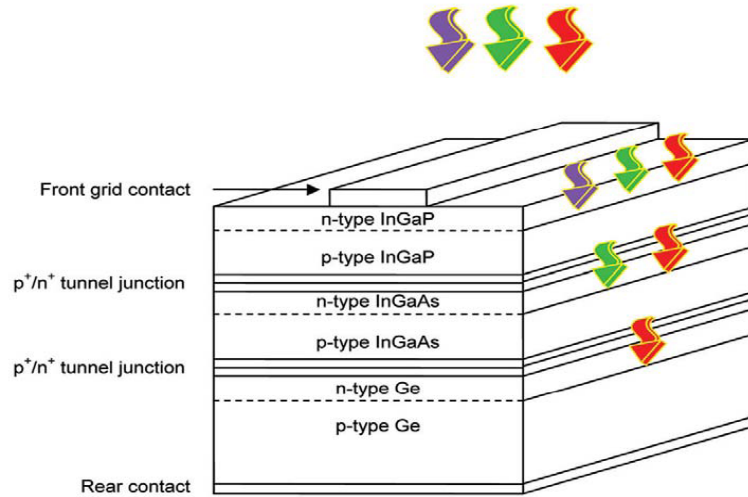 Front grid contact
n-type InGaP
p-type InGaP
p⁺/n⁺ tunnel junction
n-type InGaAs
p-type InGaAs
p⁺/n⁺ tunnel junction
n-type Ge
p-type Ge
Rear contact